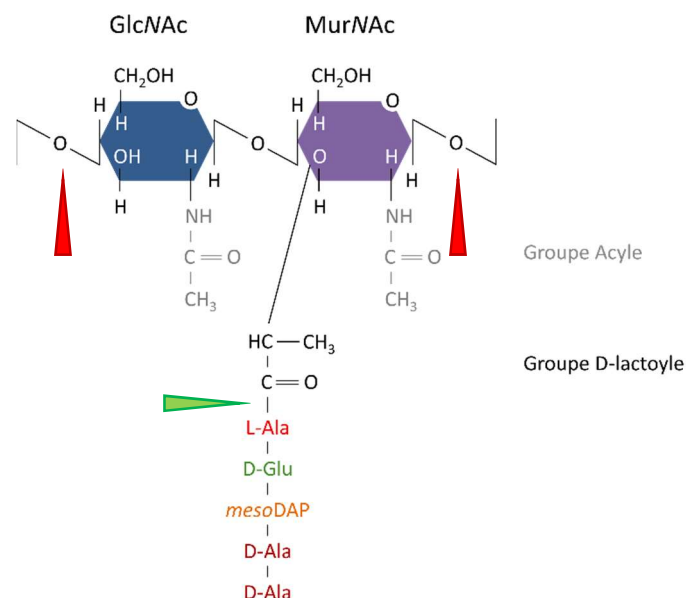 GlcNAc MurNAc
CH2OH CH2OH
O O
H H
H H
O O O
OH H O H
H H
H H
NH NH
C=O C=O
Groupe Acyle
CH3 CH3
HC—CH3
Groupe D-lactoyle
C=O
L-Ala
D-Glu
mesoDAP
D-Ala
D-Ala